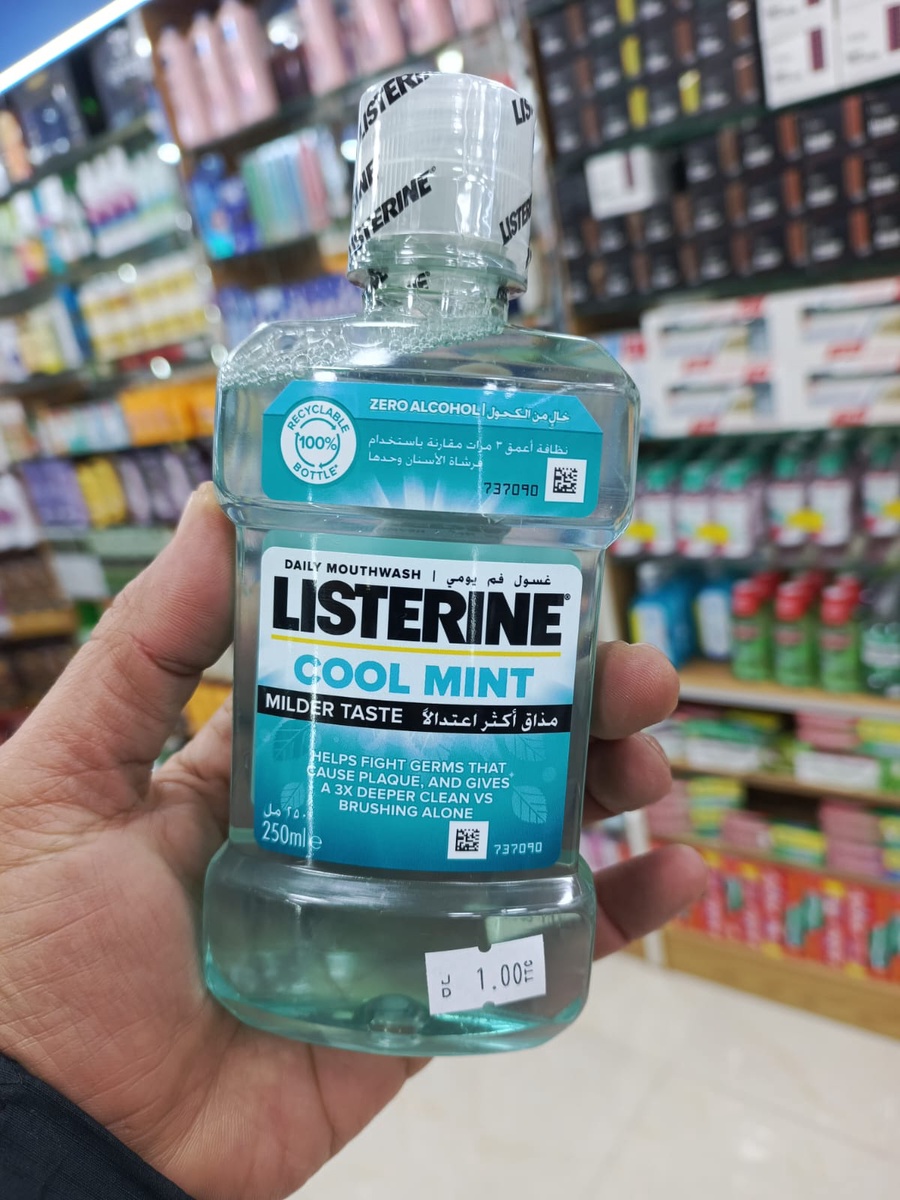 LISTERINE
LISTERINE
LISTERINE
RECYCLABLE
100%
BOTTLE*
ZERO ALCOHOL | خالٍ من الكحول
نظافة أعمق ٣ مرات مقارنة باستخدام
فرشاة الأسنان وحدها
737090
DAILY MOUTHWASH | غسول فم يومي
LISTERINE®
COOL MINT
MILDER TASTE مذاق أكثر اعتدالاً
HELPS FIGHT GERMS THAT
CAUSE PLAQUE, AND GIVES
A 3X DEEPER CLEAN VS
BRUSHING ALONE
٢٥٠ مل
250ml e
737090
JD 1.00 TTC